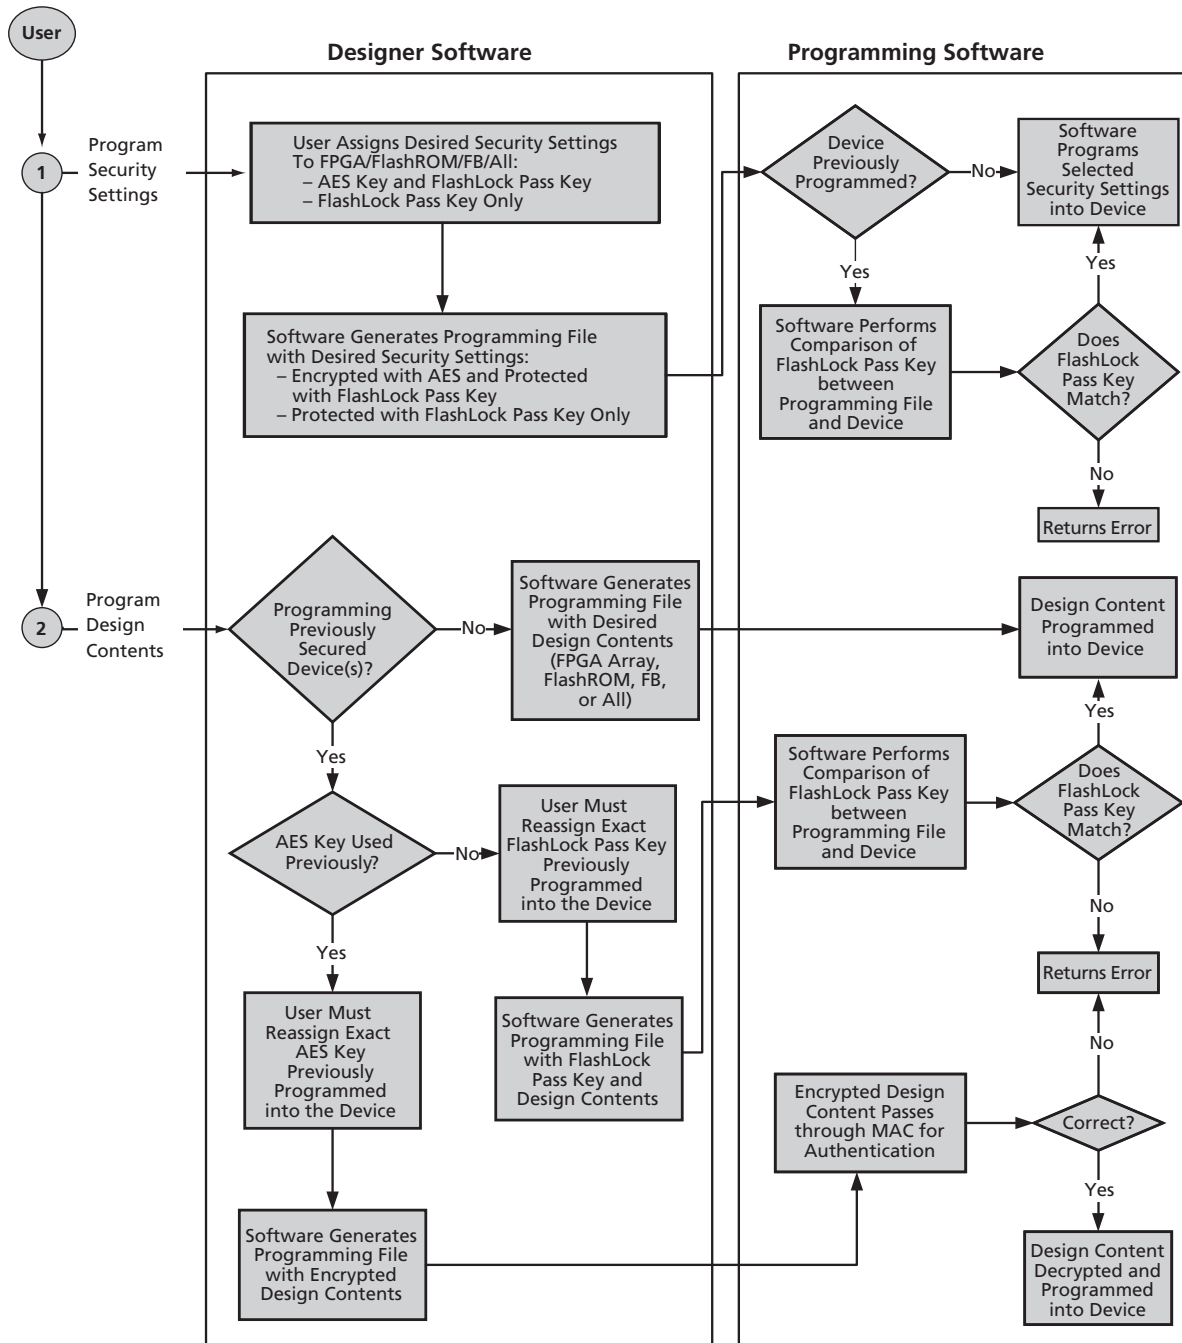 User
Designer Software
Programming Software
1
Program
Security
Settings
User Assigns Desired Security Settings
To FPGA/FlashROM/FB/All:
– AES Key and FlashLock Pass Key
– FlashLock Pass Key Only
Device
Previously
Programmed?
No
Software
Programs
Selected
Security Settings
into Device
Yes
Yes
Software Generates Programming File
with Desired Security Settings:
– Encrypted with AES and Protected
with FlashLock Pass Key
– Protected with FlashLock Pass Key Only
Software Performs
Comparison of
FlashLock Pass Key
between
Programming File
and Device
Does
FlashLock
Pass Key
Match?
No
Returns Error
2
Program
Design
Contents
Programming
Previously
Secured
Device(s)?
No
Software Generates
Programming File
with Desired
Design Contents
(FPGA Array,
FlashROM, FB,
or All)
Design Content
Programmed
into Device
Yes
Yes
AES Key Used
Previously?
No
User Must
Reassign Exact
FlashLock Pass Key
Previously
Programmed
into the Device
Software Performs
Comparison of
FlashLock Pass Key
between
Programming File
and Device
Does
FlashLock
Pass Key
Match?
No
Returns Error
Yes
User Must
Reassign Exact
AES Key
Previously
Programmed
into the Device
Software Generates
Programming File
with FlashLock
Pass Key and
Design Contents
No
Encrypted Design
Content Passes
through MAC for
Authentication
Correct?
Yes
Software Generates
Programming File
with Encrypted
Design Contents
Design Content
Decrypted and
Programmed
into Device